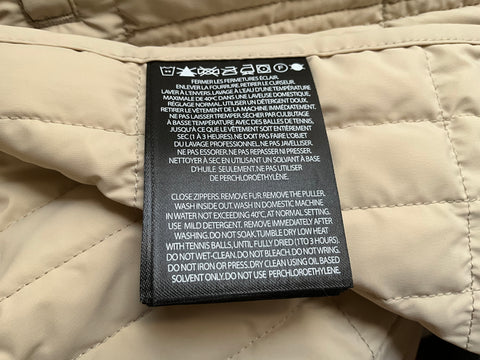 FERMER LES FERMETURES ÉCLAIR.
ENLEVER LA FOURRURE. RETIRER LE CURSEUR.
LAVER À L'ENVERS. LAVAGE À L'EAU D'UNE TEMPÉRATURE
MAXIMALE DE 40°C DANS UNE LAVEUSE DOMESTIQUE,
RÉGLAGE NORMAL. UTILISER UN DÉTERGENT DOUX.
RETIRER LE VÊTEMENT DE LA MACHINE IMMÉDIATEMENT.
NE PAS LAISSER TREMPER. SÉCHER PAR CULBUTAGE
À BASSE TEMPÉRATURE AVEC DES BALLES DE TENNIS,
JUSQU'À CE QUE LE VÊTEMENT SOIT ENTIÈREMENT
SEC (1 À 3 HEURES). NE DOIT PAS FAIRE L'OBJET
DU LAVAGE PROFESSIONNEL. NE PAS JAVELLISER.
NE PAS ESSORER. NE PAS REPASSER NI PRESSER.
NETTOYER À SEC EN UTILISANT UN SOLVANT À BASE
D'HUILE SEULEMENT. NE PAS UTILISER
DE PERCHLOROÉTHYLÈNE.
CLOSE ZIPPERS. REMOVE FUR. REMOVE THE PULLER.
WASH INSIDE OUT. WASH IN DOMESTIC MACHINE
IN WATER NOT EXCEEDING 40°C, AT NORMAL SETTING.
USE MILD DETERGENT. REMOVE IMMEDIATELY AFTER
WASHING. DO NOT SOAK. TUMBLE DRY LOW HEAT
WITH TENNIS BALLS, UNTIL FULLY DRIED (1 TO 3 HOURS).
DO NOT WET-CLEAN. DO NOT BLEACH. DO NOT WRING.
DO NOT IRON OR PRESS. DRY CLEAN USING OIL BASED
SOLVENT ONLY. DO NOT USE PERCHLOROETHYLENE.